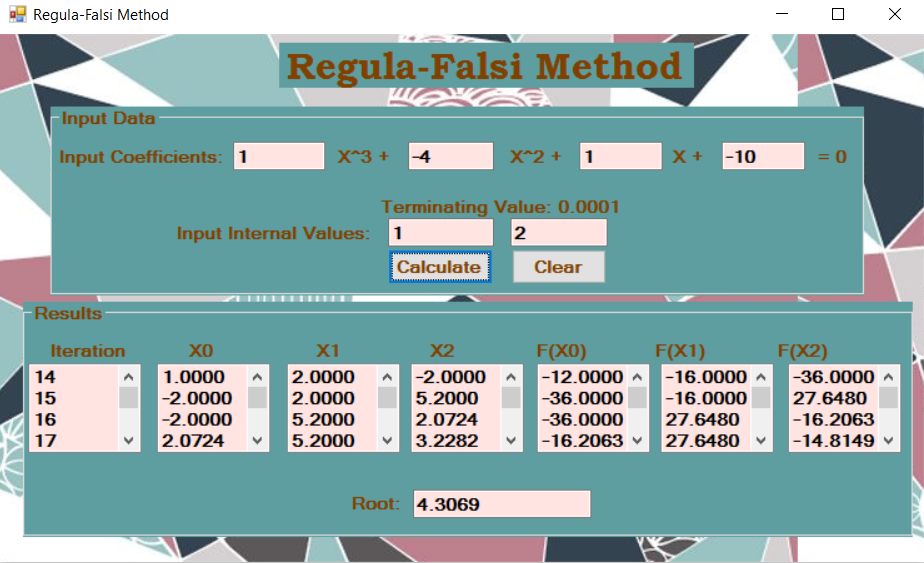 Regula-Falsi Method
Regula-Falsi Method
Input Data
Input Coefficients: 1 X^3 + -4 X^2 + 1 X + -10 = 0
Terminating Value: 0.0001
Input Internal Values: 1 2
Calculate Clear
Results
Iteration X0 X1 X2 F(X0) F(X1) F(X2)
14 1.0000 2.0000 -2.0000 -12.0000 -16.0000 -36.0000
15 -2.0000 2.0000 5.2000 -36.0000 -16.0000 27.6480
16 -2.0000 5.2000 2.0724 -36.0000 27.6480 -16.2063
17 2.0724 5.2000 3.2282 -16.2063 27.6480 -14.8149
Root: 4.3069